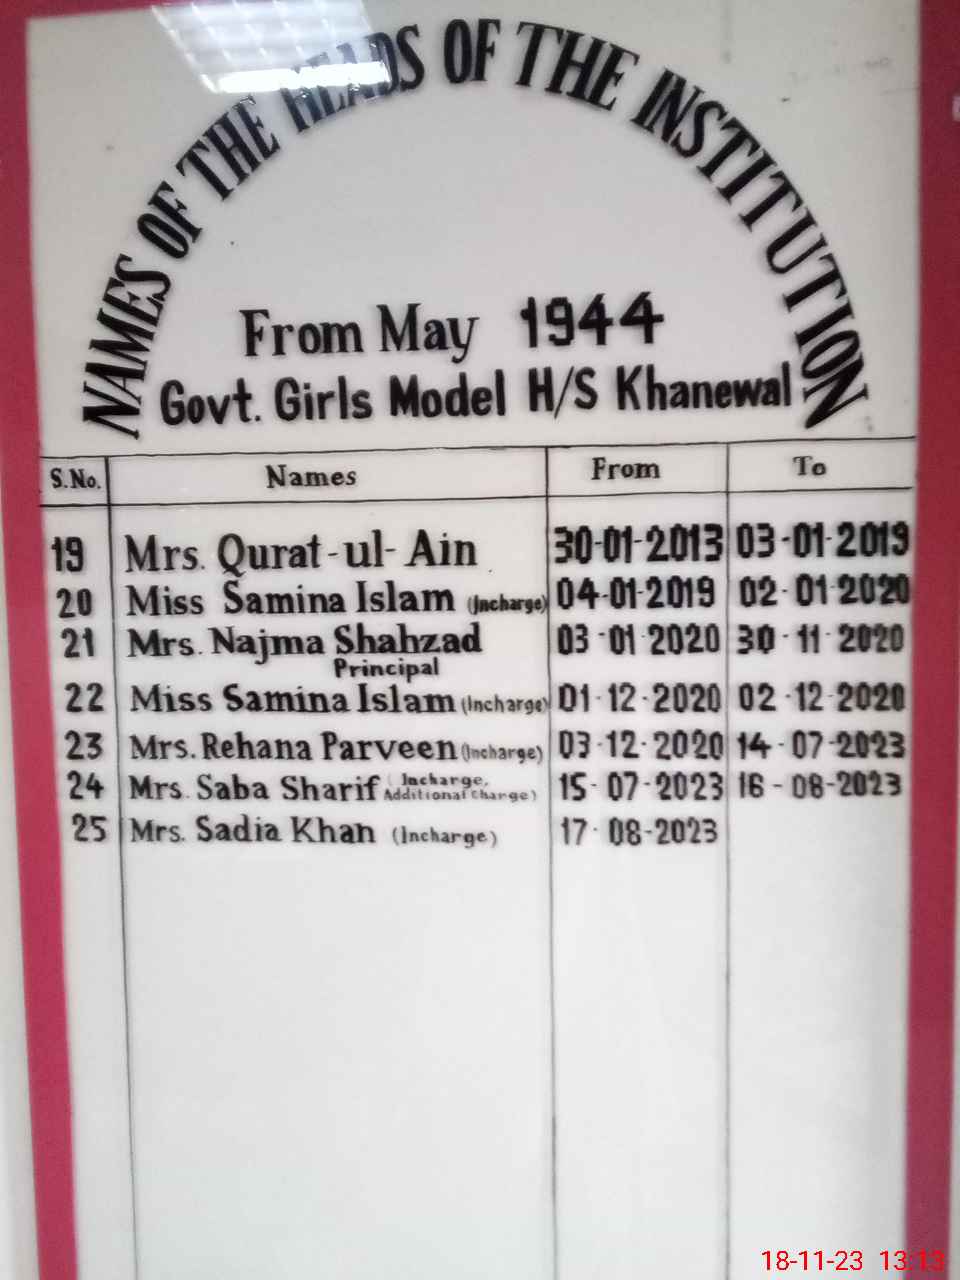 NAMES OF THE HEADS OF THE INSTITUTION
From May 1944
Govt. Girls Model H/S Khanewal
S.No. Names From To
19 Mrs. Qurat-ul-Ain 30-01-2013 03-01-2019
20 Miss Samina Islam (Incharge) 04-01-2019 02-01-2020
21 Mrs. Najma Shahzad 03-01-2020 30-11-2020
Principal
22 Miss Samina Islam (Incharge) 01-12-2020 02-12-2020
23 Mrs. Rehana Parveen (Incharge) 03-12-2020 14-07-2023
24 Mrs. Saba Sharif (Incharge, Additional Charge) 15-07-2023 16-08-2023
25 Mrs. Sadia Khan (Incharge) 17-08-2023
18-11-23 13:13